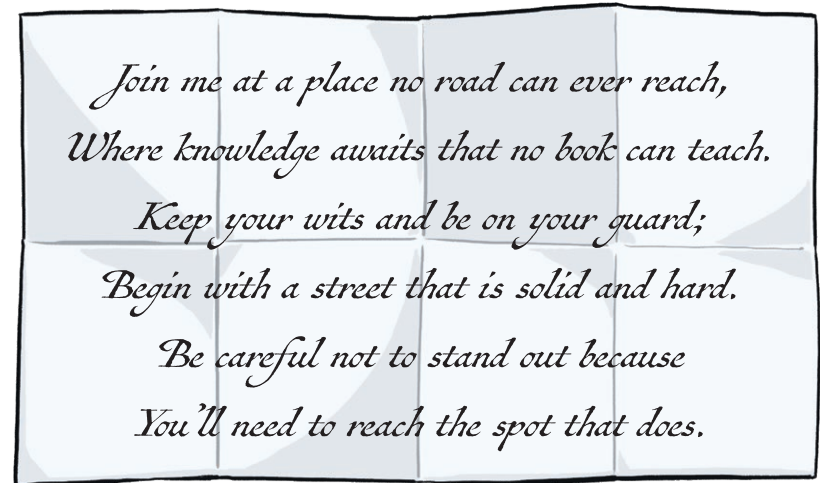 Join me at a place no road can ever reach,
Where knowledge awaits that no book can teach.
Keep your wits and be on your guard;
Begin with a street that is solid and hard.
Be careful not to stand out because
You'll need to reach the spot that does.